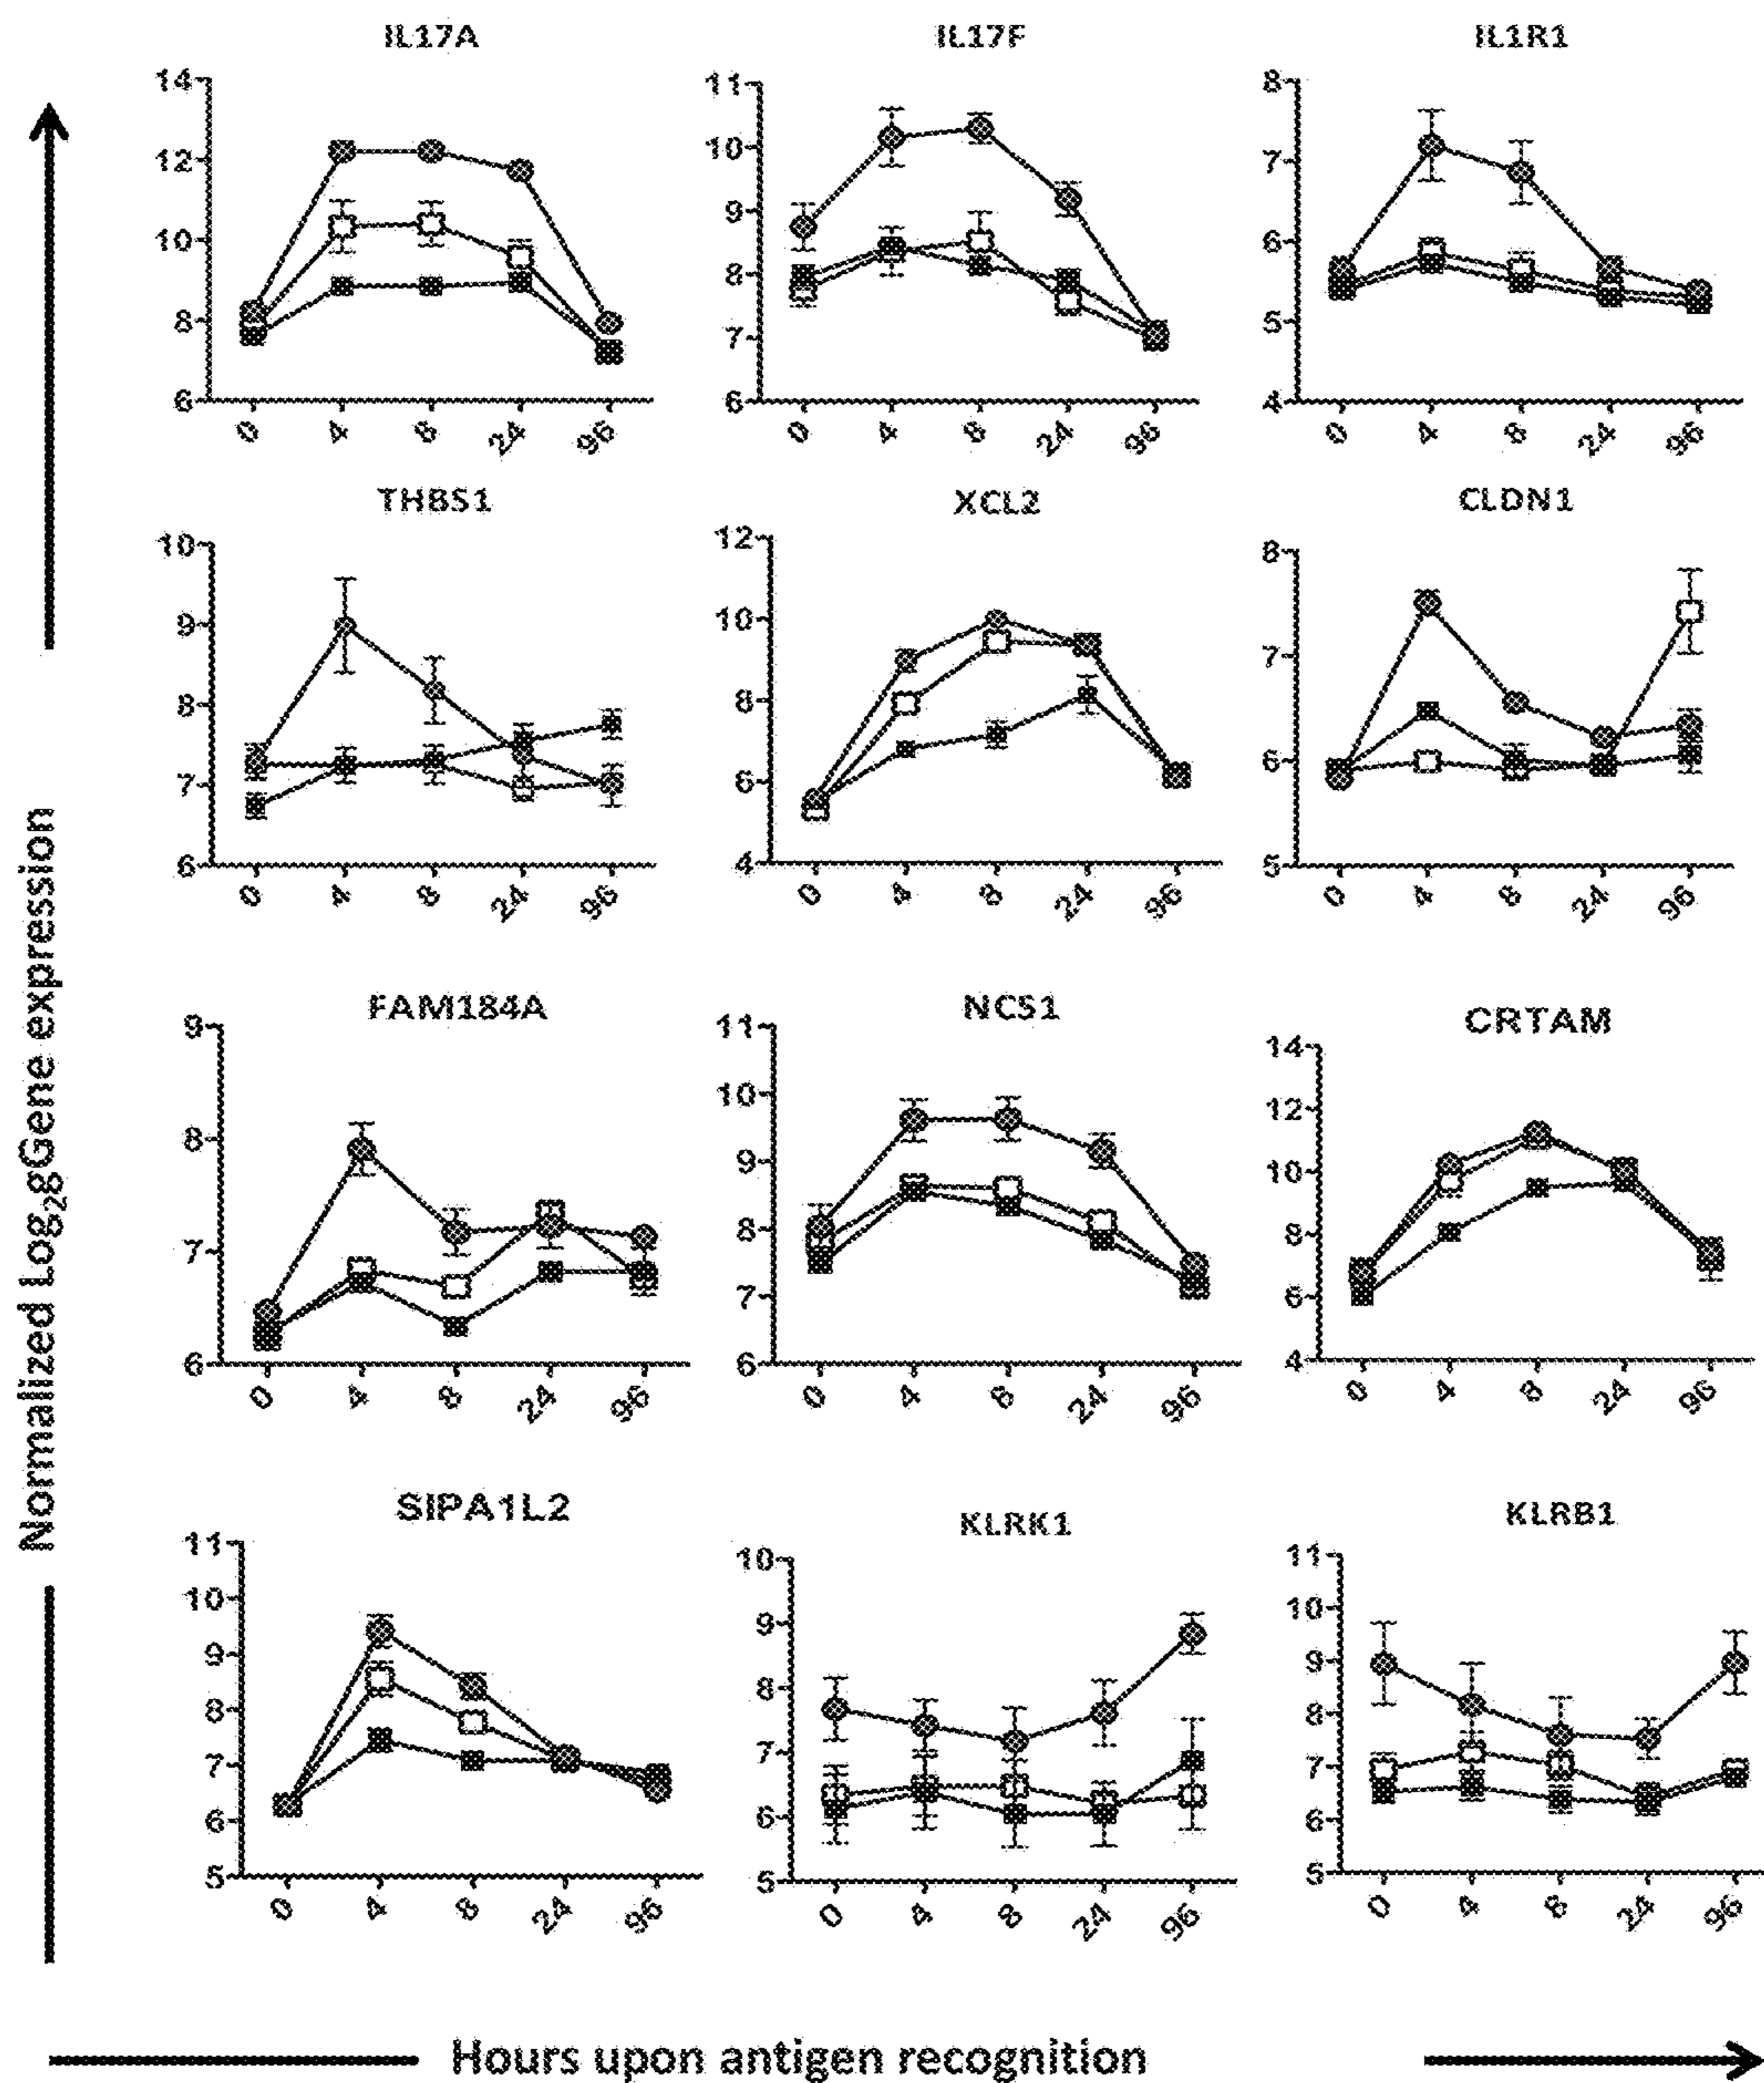 IL17A IL17F IL1R1
14 11 8
12 10 7
10 9 6
8 8 5
7
6 6 4
0 4 8 24 96 0 4 8 24 96 0 4 8 24 96
THBS1 XCL2 CLDN1
10 12 8
9 10 7
8 8 6
7 6
6 4 5
0 4 8 24 96 0 4 8 24 96 0 4 8 24 96
FAM184A NCS1 CRTAM
9 11 14
8 10 12
7 9 10
8 8
7 6
6 6 4
0 4 8 24 96 0 4 8 24 96 0 4 8 24 96
SIPA1L2 KLRK1 KLRB1
11 10 11
10 9 10
9 8 9
8 7 8
7 6 7
6 6
5 5 5
0 4 8 24 96 0 4 8 24 96 0 4 8 24 96
Normalized Log2gGene expression
Hours upon antigen recognition